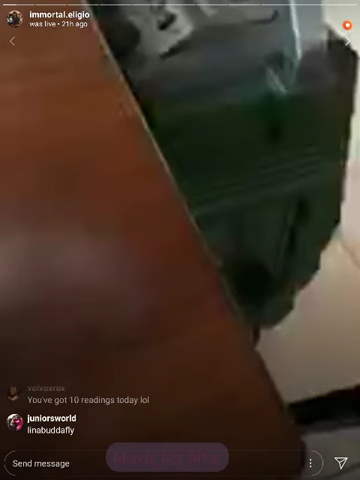 immortal.eligio
was live • 21h ago
volvoxrox
You've got 10 readings today lol
juniorsworld
linabuddafly
Send message